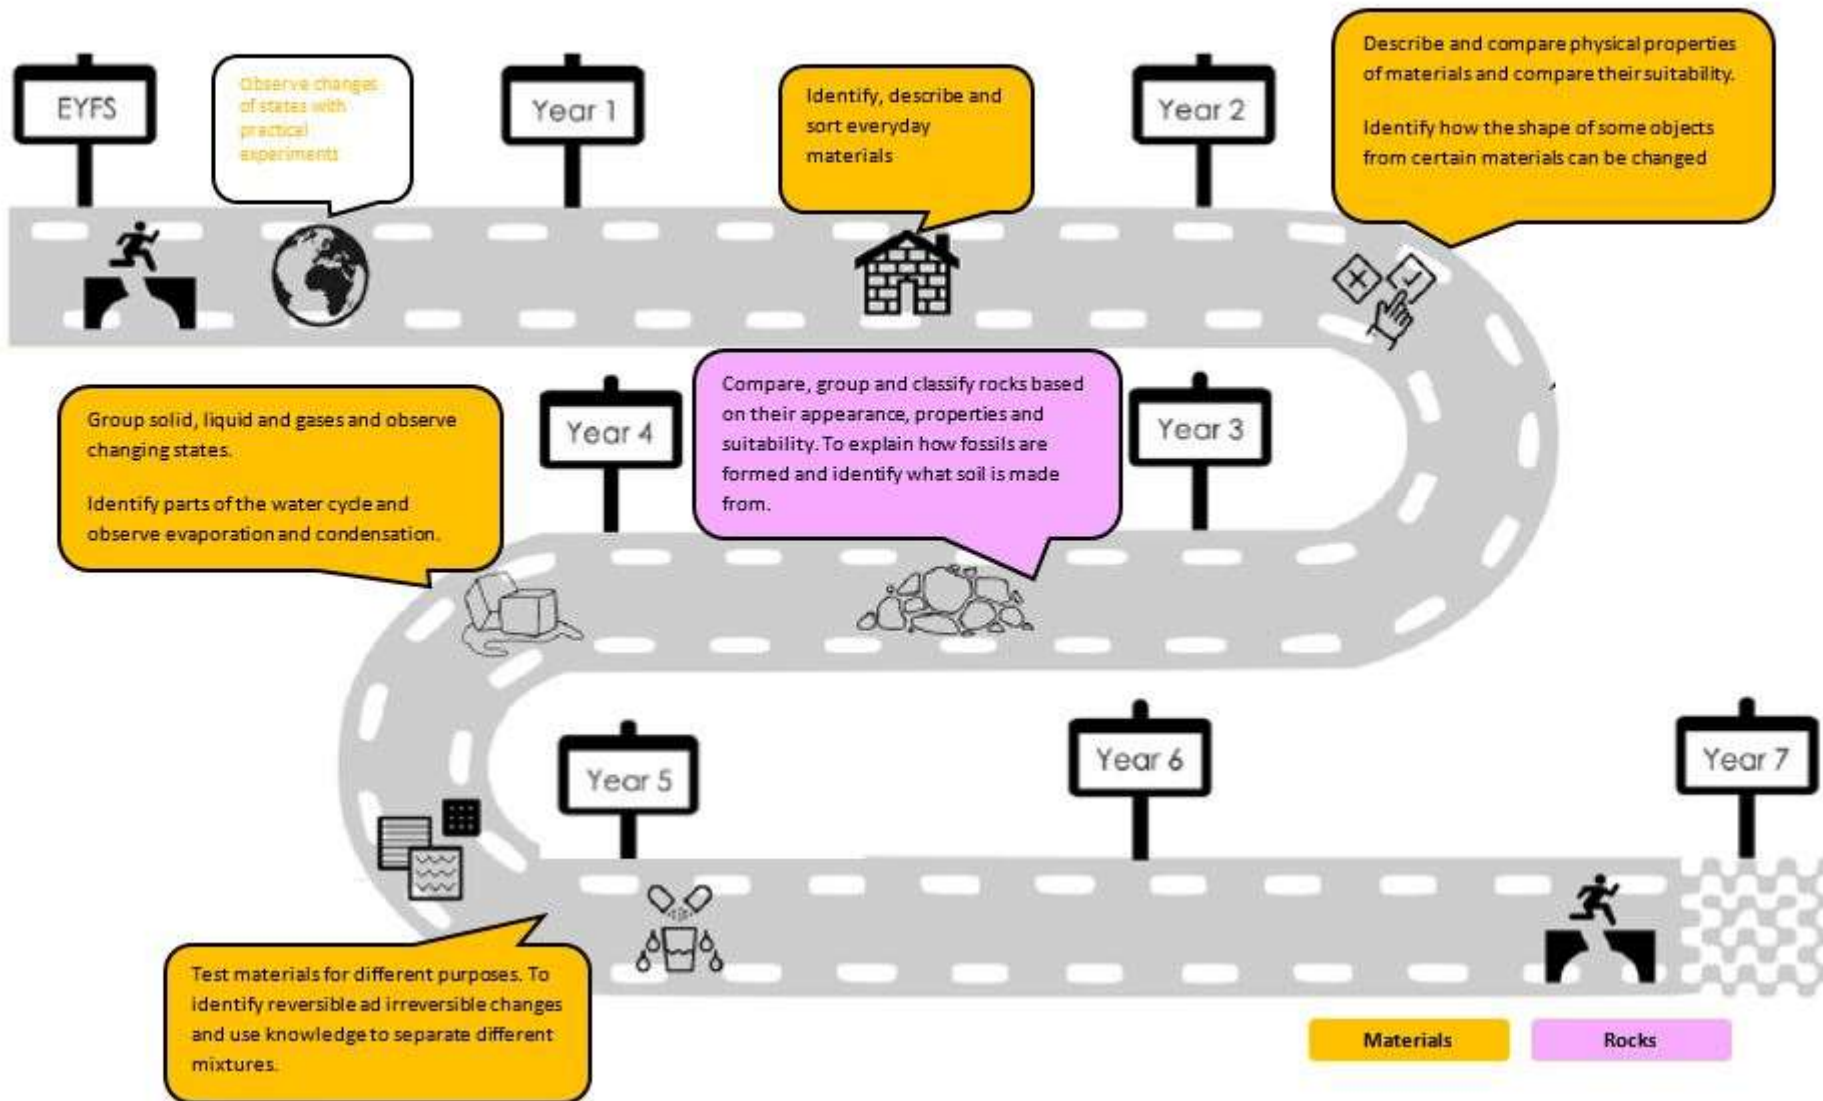 EYFS
Observe changes
of states with
practical
experiments
Year 1
Identify, describe and
sort everyday
materials
Year 2
Describe and compare physical properties
of materials and compare their suitability.
Identify how the shape of some objects
from certain materials can be changed
Year 3
Compare, group and classify rocks based
on their appearance, properties and
suitability. To explain how fossils are
formed and identify what soil is made
from.
Year 4
Group solid, liquid and gases and observe
changing states.
Identify parts of the water cycle and
observe evaporation and condensation.
Year 5
Test materials for different purposes. To
identify reversible ad irreversible changes
and use knowledge to separate different
mixtures.
Year 6
Year 7
Materials
Rocks